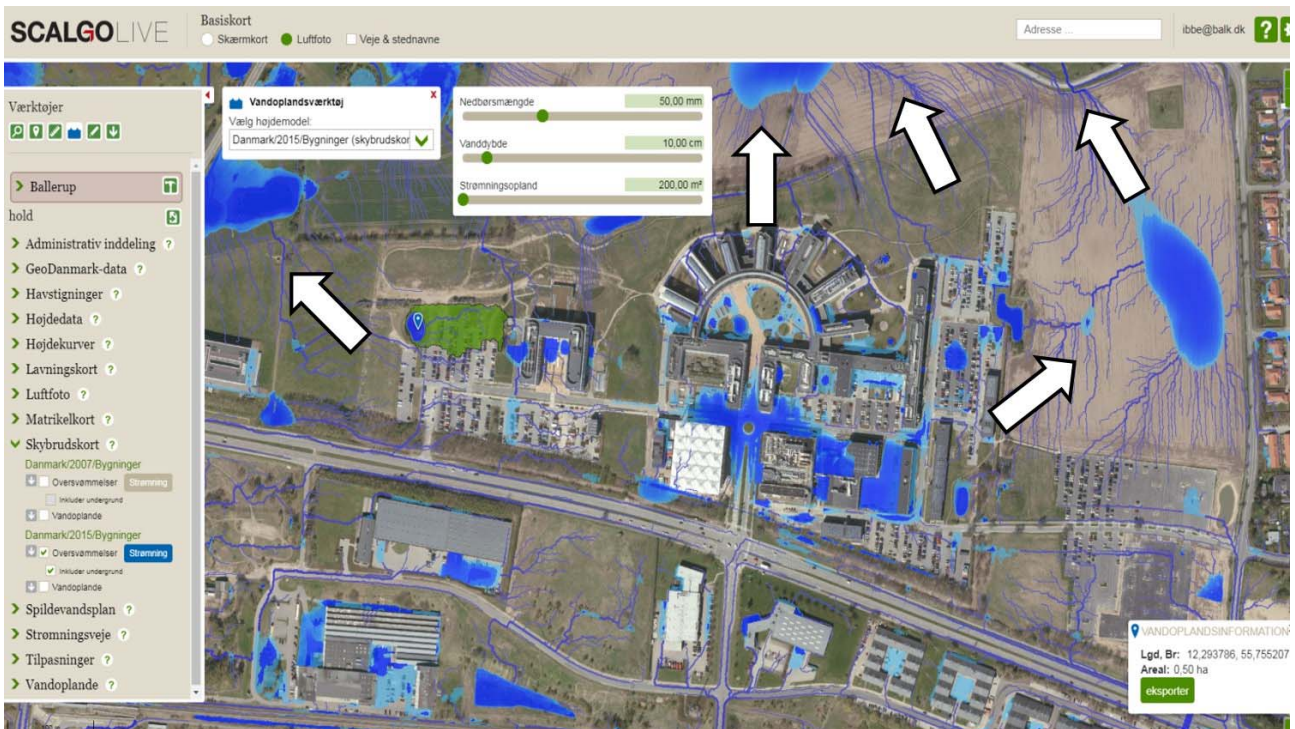 SCALGOLIVE
Basiskort
Skærmkort Luftfoto Veje & stednavne
Adresse ...
ibbe@balk.dk
?
Værktøjer
Ballerup
hold
Administrativ inddeling ?
GeoDanmark-data ?
Havstigninger ?
Højdedata ?
Højdekurver ?
Lavningskort ?
Luftfoto ?
Matrikelkort ?
Skybrudskort ?
Danmark/2007/Bygninger
Oversvømmelser Strømning
Inkluder undergrund
Vandoplande
Danmark/2015/Bygninger
Oversvømmelser Strømning
Inkluder undergrund
Vandoplande
Spildevandsplan ?
Strømningsveje ?
Tilpasninger ?
Vandoplande ?
Vandoplandsværktøj x
Vælg højdemodel:
Danmark/2015/Bygninger (skybrudskor
Nedbørsmængde 50,00 mm
Vanddybde 10,00 cm
Strømningsopland 200,00 m²
VANDOPLANDSINFORMATION
Lgd, Br: 12,293786, 55,755207
Areal: 0,50 ha
eksporter